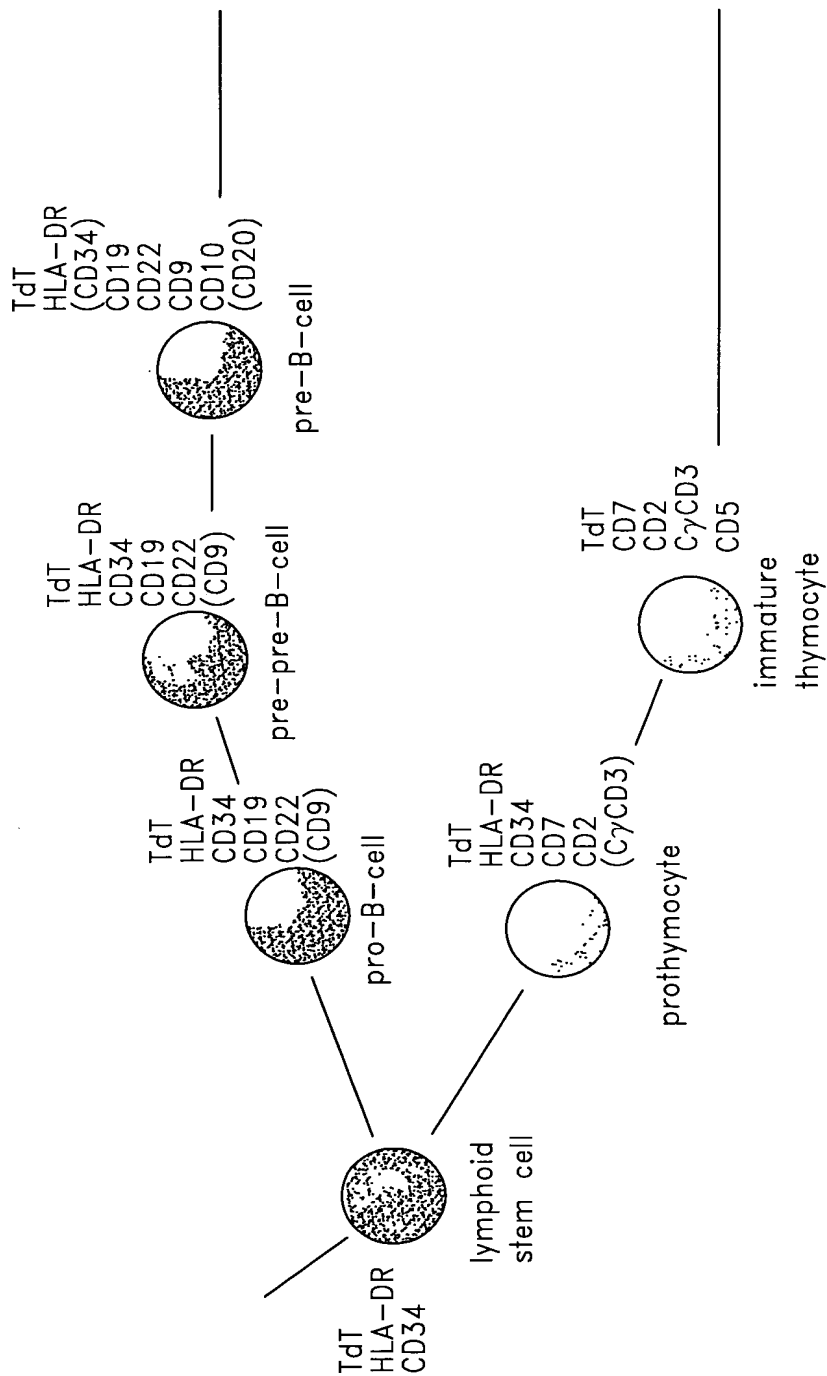 TdT
HLA-DR
CD34
lymphoid
stem cell
TdT
HLA-DR
CD34
CD19
CD22
(CD9)
pro-B-cell
TdT
HLA-DR
CD34
CD19
CD22
(CD9)
pre-pre-B-cell
TdT
HLA-DR
(CD34)
CD19
CD22
CD9
CD10
(CD20)
pre-B-cell
TdT
HLA-DR
CD34
CD7
CD2
(CγCD3)
prothymocyte
TdT
CD7
CD2
CγCD3
CD5
immature
thymocyte